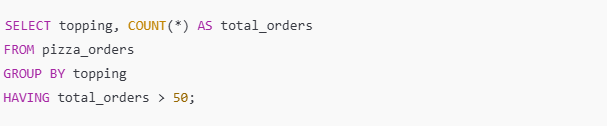 SELECT topping, COUNT(*) AS total_orders
FROM pizza_orders
GROUP BY topping
HAVING total_orders > 50;